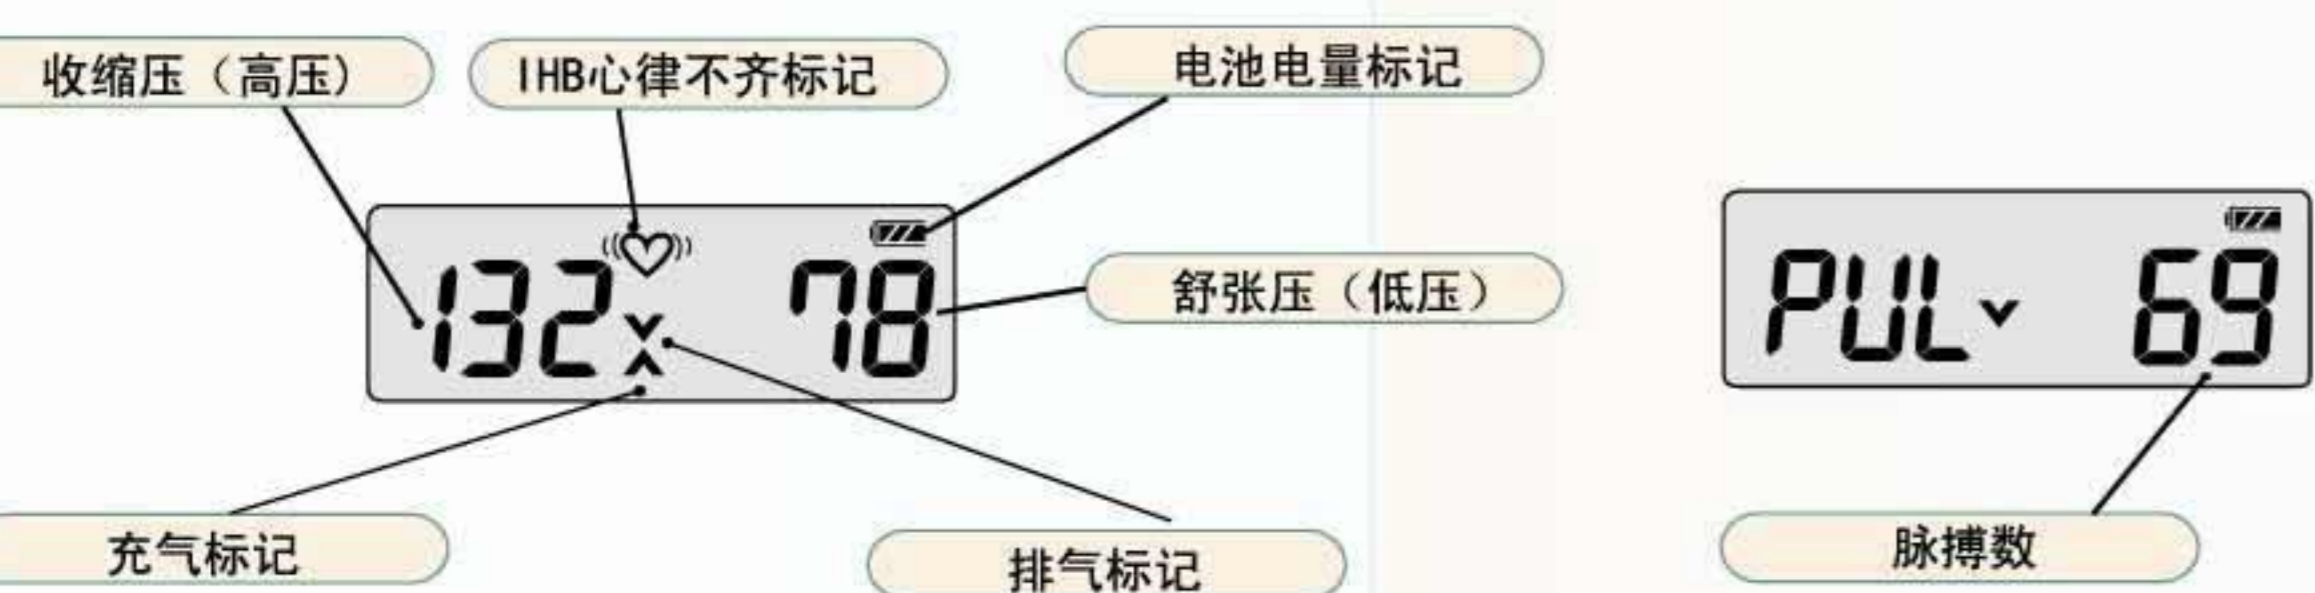 收缩压（高压）
IHB心律不齐标记
电池电量标记
132
78
舒张压（低压）
充气标记
排气标记
PUL 69
脉搏数